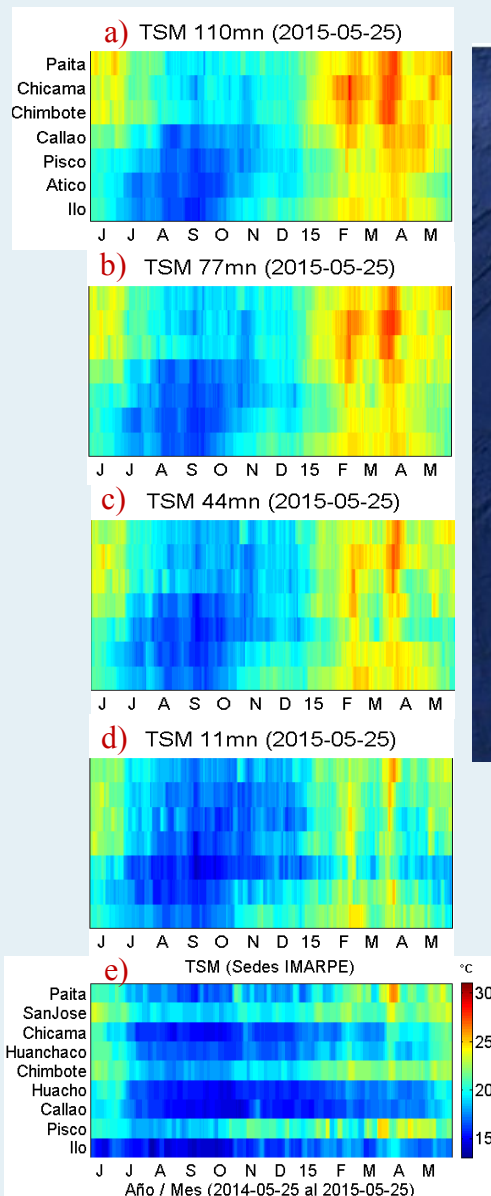 a) TSM 110mn (2015-05-25)
Paita
Chicama
Chimbote
Callao
Pisco
Atico
Ilo
J J A S O N D 15 F M A M
b) TSM 77mn (2015-05-25)
J J A S O N D 15 F M A M
c) TSM 44mn (2015-05-25)
J J A S O N D 15 F M A M
d) TSM 11mn (2015-05-25)
J J A S O N D 15 F M A M
e) TSM (Sedes IMARPE)
°C
Paita
SanJose
Chicama
Huanchaco
Chimbote
Huacho
Callao
Pisco
Ilo
30
25
20
15
J J A S O N D 15 F M A M
Año / Mes (2014-05-25 al 2015-05-25)